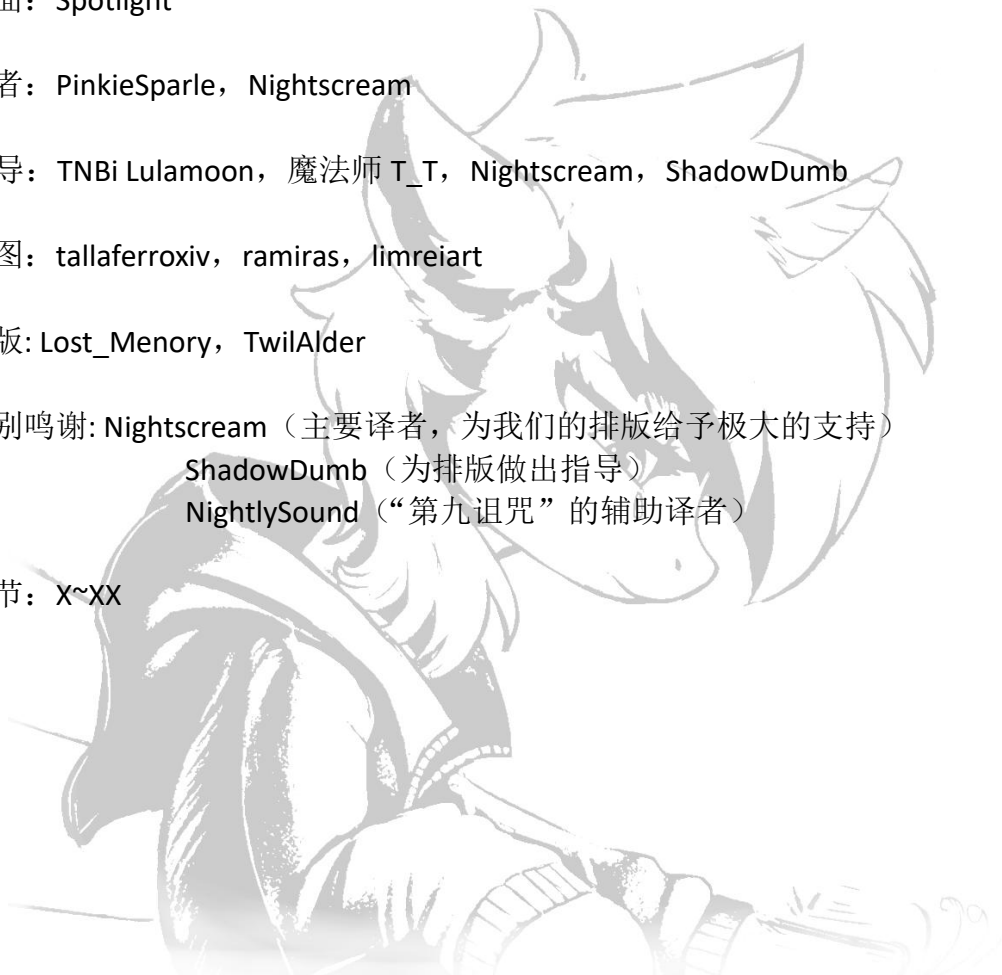 面：Spotlight
者：PinkieSparle，Nightscream
导：TNBi Lulamoon，魔法师 T_T，Nightscream，ShadowDumb
图：tallaferroxiv，ramiras，limreiart
版: Lost_Menory，TwilAlder
别鸣谢: Nightscream（主要译者，为我们的排版给予极大的支持）
ShadowDumb（为排版做出指导）
NightlySound（“第九诅咒”的辅助译者）
节：X~XX